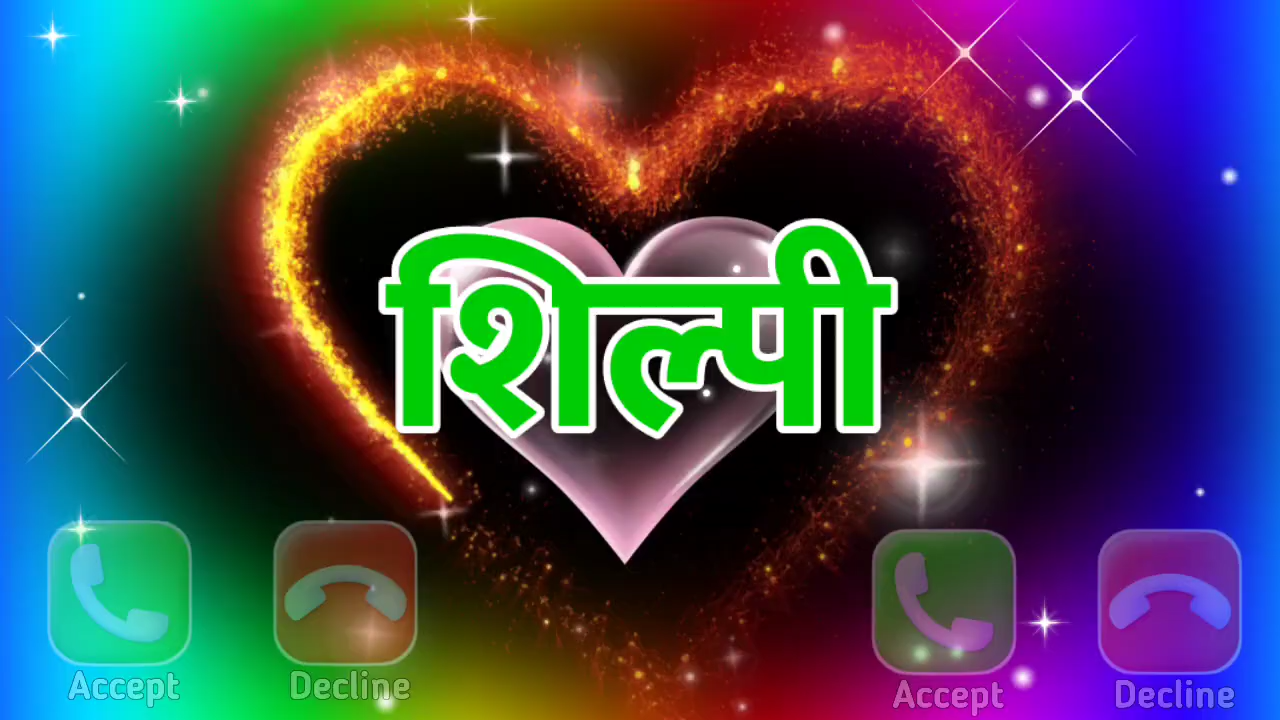 शिल्पी
Accept Decline Accept Decline